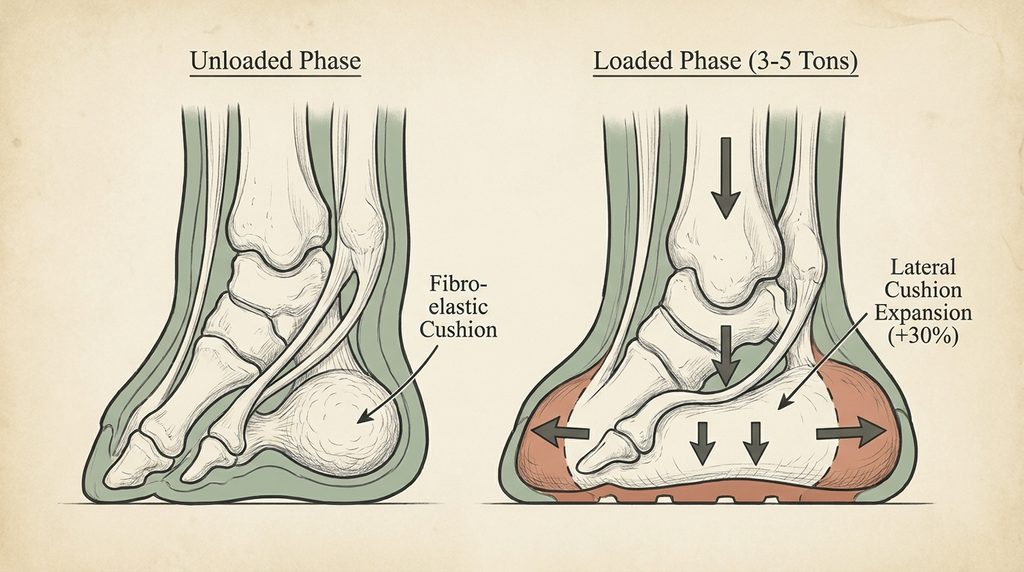 Unloaded Phase
Loaded Phase (3-5 Tons)
Fibro-
elastic
Cushion
Lateral
Cushion
Expansion
(+30%)